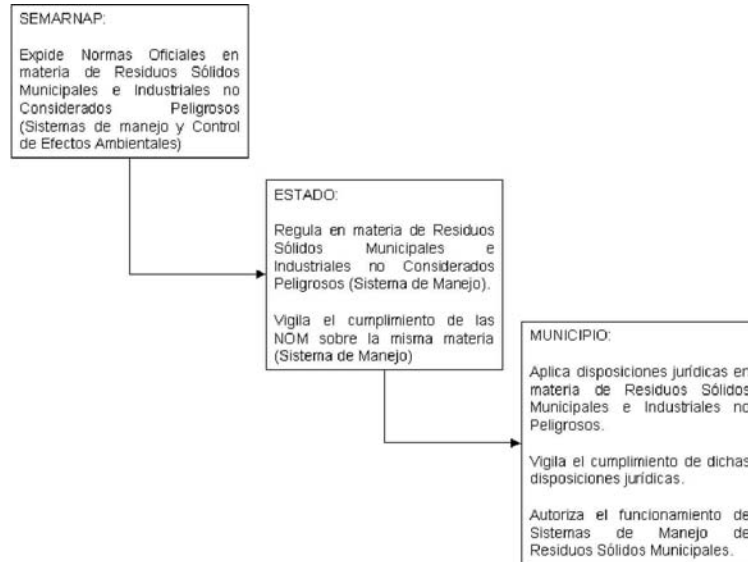 SEMARNAP:
Expide Normas Oficiales en
materia de Residuos Sólidos
Municipales e Industriales no
Considerados Peligrosos
(Sistemas de manejo y Control
de Efectos Ambientales)
ESTADO:
Regula en materia de Residuos
Sólidos Municipales e
Industriales no Considerados
Peligrosos (Sistema de Manejo).
Vigila el cumplimiento de las
NOM sobre la misma materia
(Sistema de Manejo)
MUNICIPIO:
Aplica disposiciones jurídicas en
materia de Residuos Sólidos
Municipales e Industriales no
Peligrosos.
Vigila el cumplimiento de dichas
disposiciones jurídicas.
Autoriza el funcionamiento de
Sistemas de Manejo de
Residuos Sólidos Municipales.